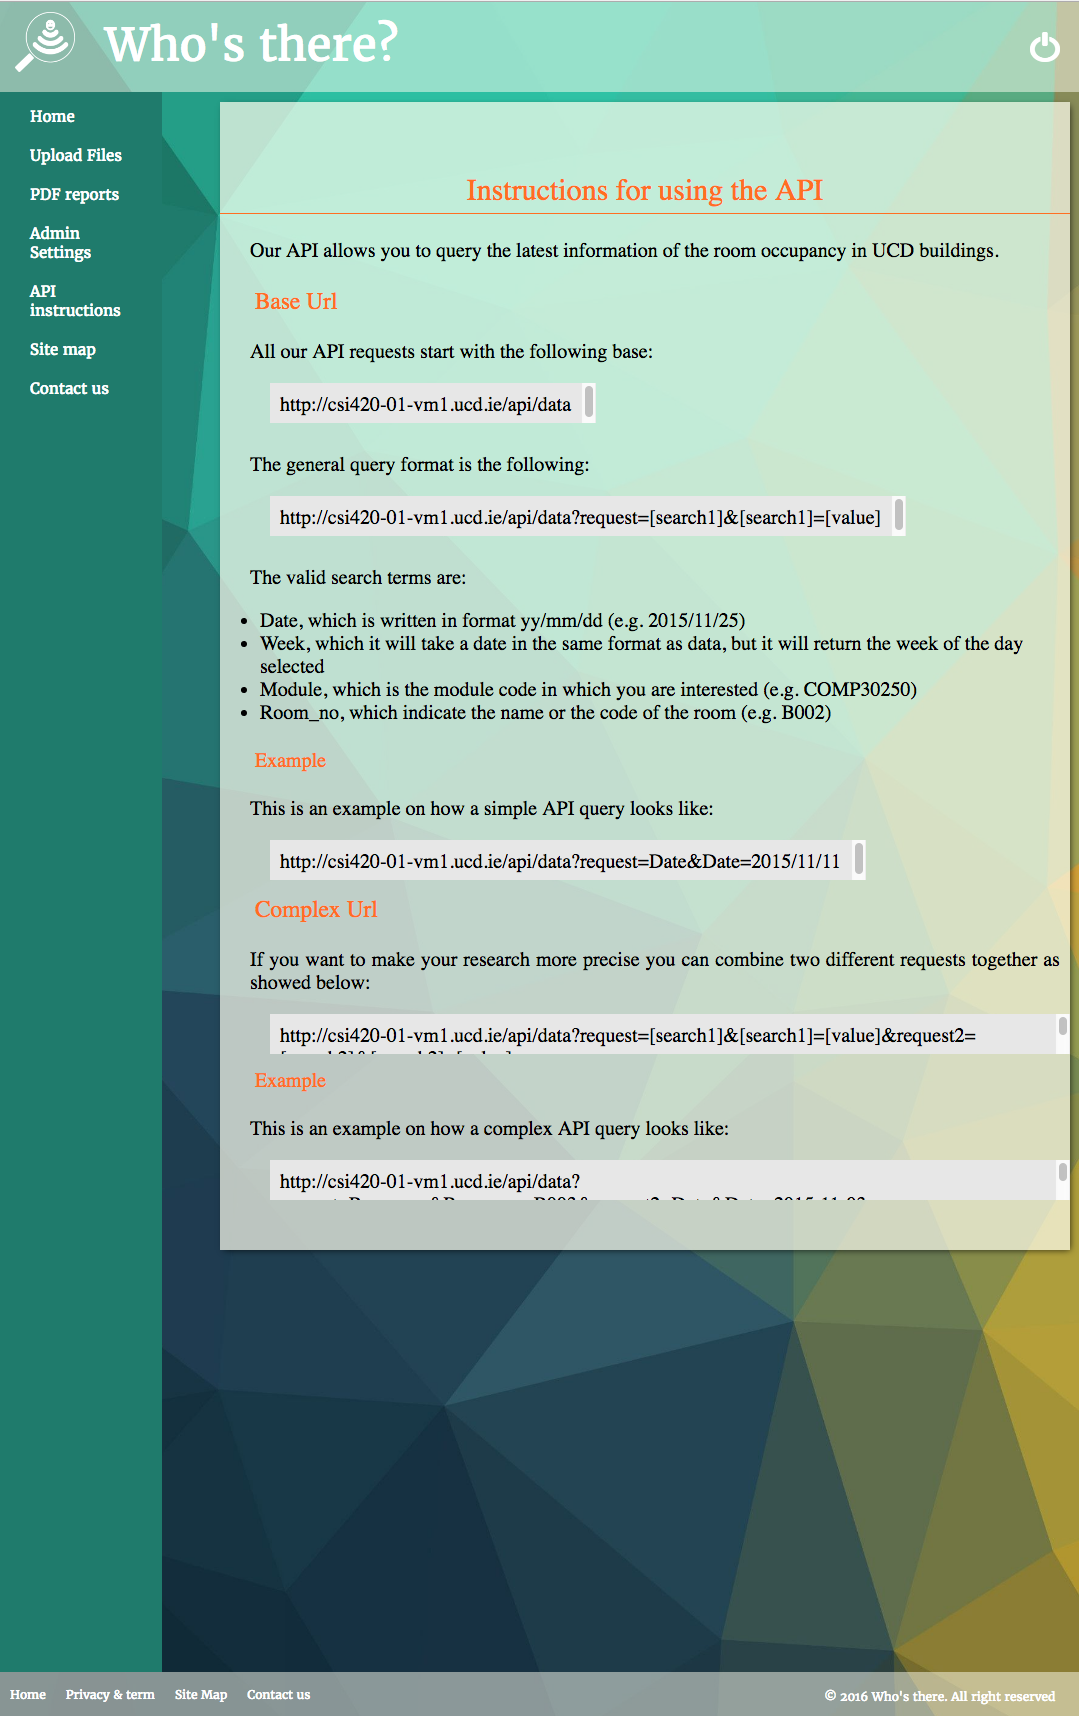 Who's there?
Home
Upload Files
PDF reports
Admin
Settings
API
instructions
Site map
Contact us
Instructions for using the API
Our API allows you to query the latest information of the room occupancy in UCD buildings.
Base Url
All our API requests start with the following base:
http://csi420-01-vm1.ucd.ie/api/data
The general query format is the following:
http://csi420-01-vm1.ucd.ie/api/data?request=[search1]&[search1]=[value]
The valid search terms are:
• Date, which is written in format yy/mm/dd (e.g. 2015/11/25)
• Week, which it will take a date in the same format as data, but it will return the week of the day
selected
• Module, which is the module code in which you are interested (e.g. COMP30250)
• Room_no, which indicate the name or the code of the room (e.g. B002)
Example
This is an example on how a simple API query looks like:
http://csi420-01-vm1.ucd.ie/api/data?request=Date&Date=2015/11/11
Complex Url
If you want to make your research more precise you can combine two different requests together as
showed below:
http://csi420-01-vm1.ucd.ie/api/data?request=[search1]&[search1]=[value]&request2=
Example
This is an example on how a complex API query looks like:
http://csi420-01-vm1.ucd.ie/api/data?
Home Privacy & term Site Map Contact us
© 2016 Who's there. All right reserved